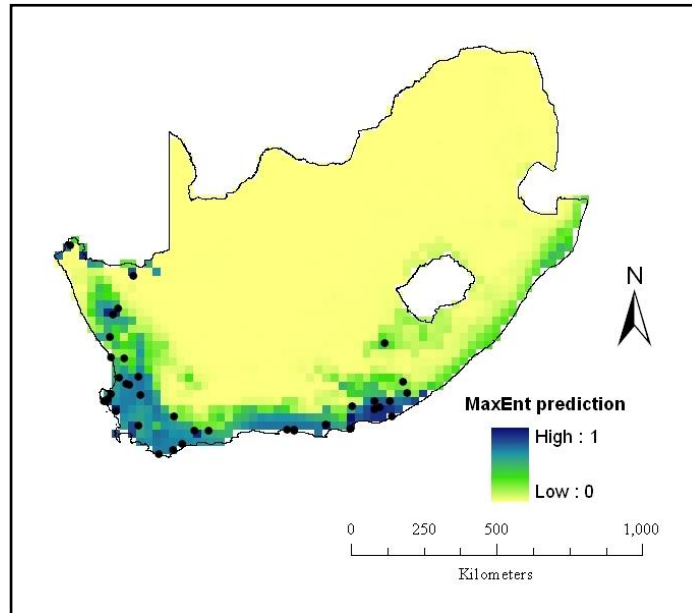 N
MaxEnt prediction
High : 1
Low : 0
0 250 500 1,000
Kilometers